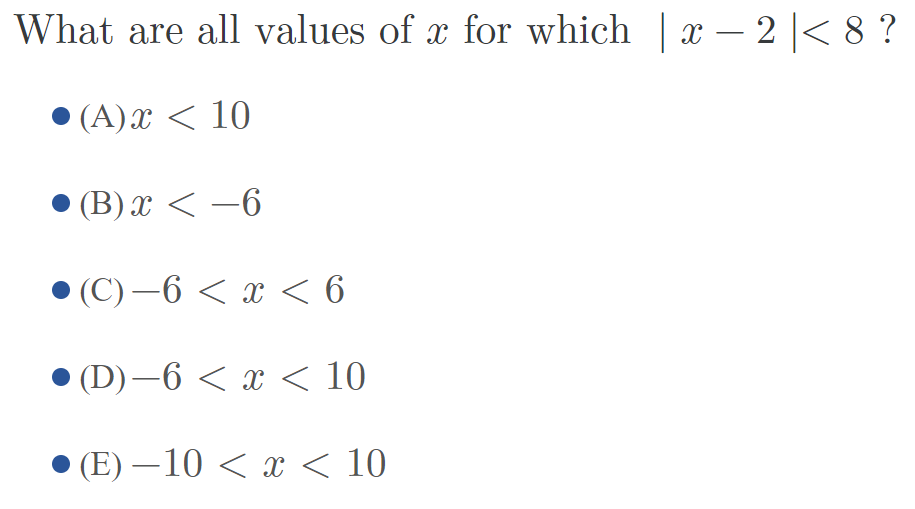 What are all values of x for which | x − 2 |< 8 ?
(A) x < 10
(B) x < −6
(C) −6 < x < 6
(D) −6 < x < 10
(E) −10 < x < 10